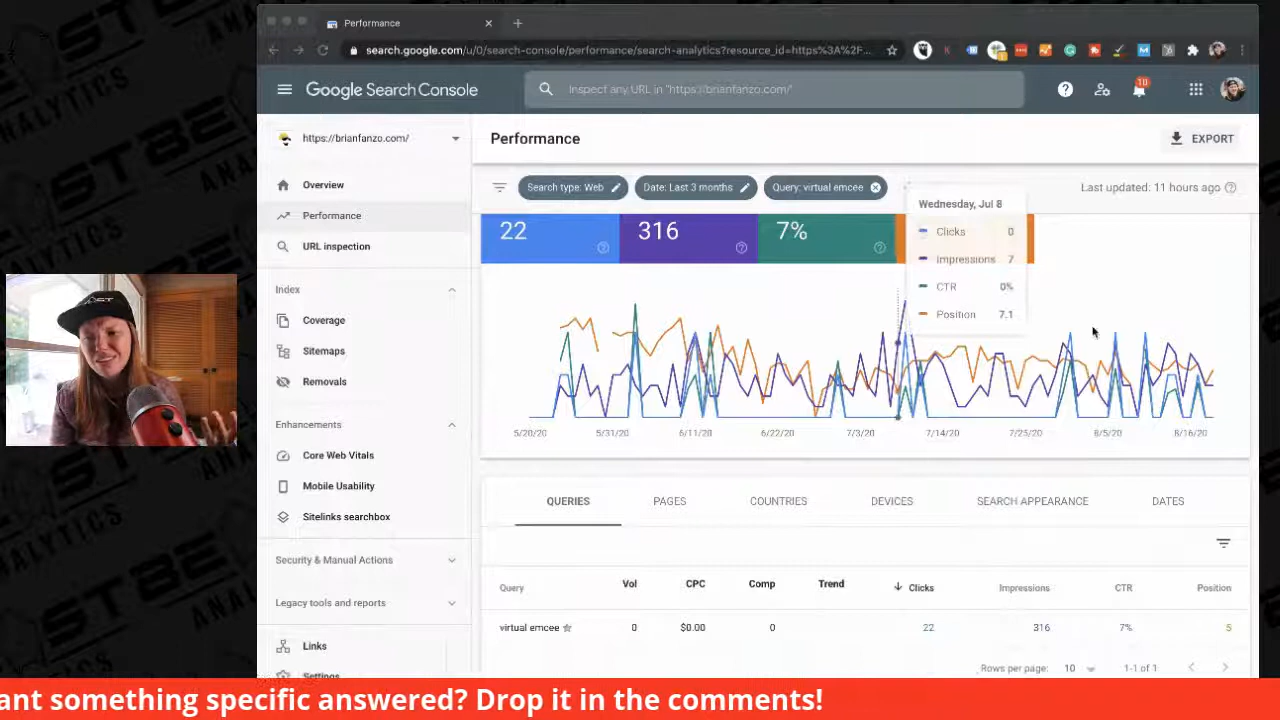 Performance
search.google.com/u/0/search-console/performance/search-analytics?resource_id=https%3A%2F...
Google Search Console
Inspect any URL in "https://brianfanzo.com/"
10
https://brianfanzo.com/
Performance
EXPORT
Overview
Performance
URL inspection
Index
Coverage
Sitemaps
Removals
Enhancements
Core Web Vitals
Mobile Usability
Sitelinks searchbox
Security & Manual Actions
Legacy tools and reports
Links
Settings
Search type: Web
Date: Last 3 months
Query: virtual emcee
Last updated: 11 hours ago
22
316
7%
Wednesday, Jul 8
Clicks 0
Impressions 7
CTR 0%
Position 7.1
5/20/20 5/31/20 6/11/20 6/22/20 7/3/20 7/14/20 7/25/20 8/5/20 8/16/20
QUERIES PAGES COUNTRIES DEVICES SEARCH APPEARANCE DATES
Query Vol CPC Comp Trend Clicks Impressions CTR Position
virtual emcee 0 $0.00 0 22 316 7% 5
Rows per page: 10 1-1 of 1
ant something specific answered? Drop it in the comments!
ANALYTICS